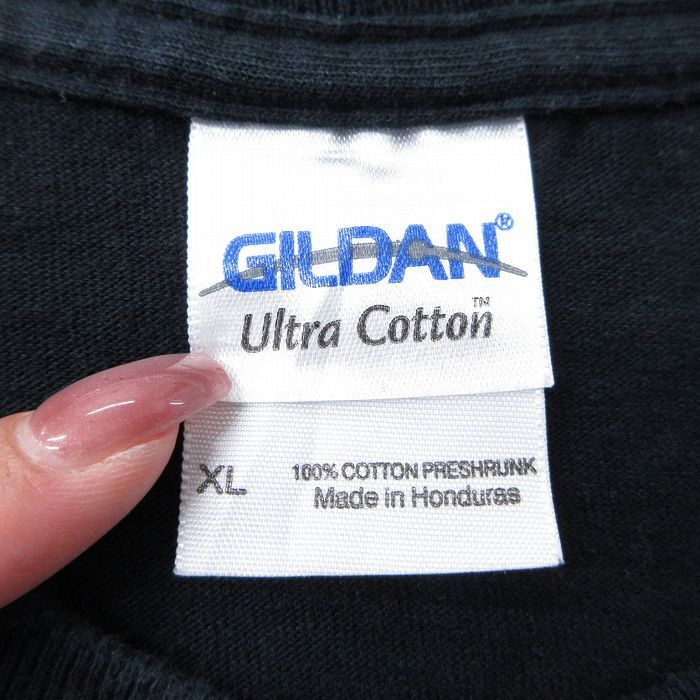 GILDAN®
Ultra Cotton™
XL
100% COTTON PRESHRUNK
Made in Honduras